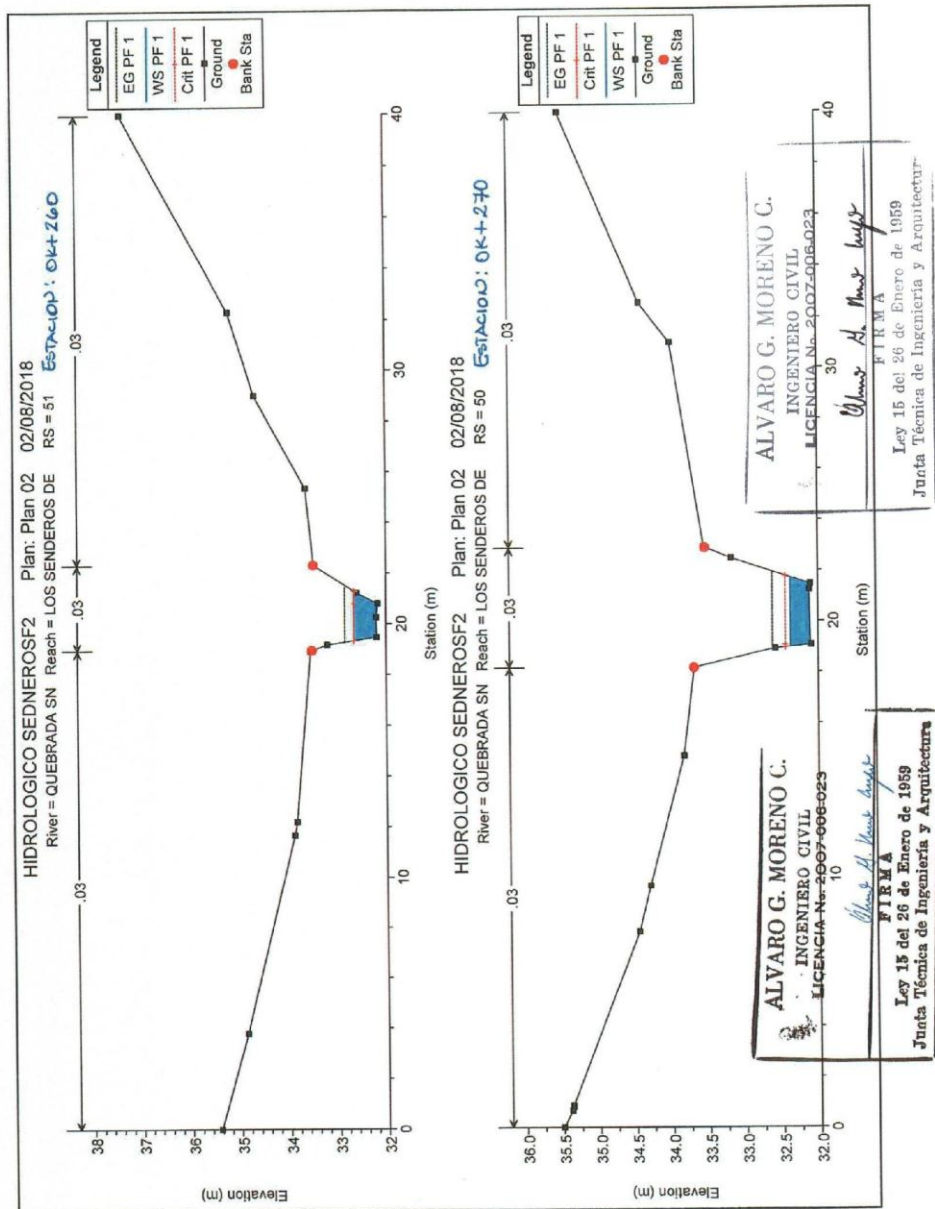 HIDROLOGICO SEDNEROSF2 Plan: Plan 02 02/08/2018
River = QUEBRADA SN Reach = LOS SENDEROS DE RS = 51 ESTACION: 0K+260
.03
.03
.03
Legend
EG PF 1
WS PF 1
Crit PF 1
Ground
Bank Sta
Elevation (m)
38
37
36
35
34
33
32
0
10
20
30
40
Station (m)
HIDROLOGICO SEDNEROSF2 Plan: Plan 02 02/08/2018
River = QUEBRADA SN Reach = LOS SENDEROS DE RS = 50 ESTACION: 0K+270
.03
.03
.03
Legend
EG PF 1
Crit PF 1
WS PF 1
Ground
Bank Sta
Elevation (m)
36.0
35.5
35.0
34.5
34.0
33.5
33.0
32.5
32.0
0
10
20
30
40
Station (m)
ALVARO G. MORENO C.
INGENIERO CIVIL
LICENCIA No. 2007-006-023
FIRMA
Ley 15 del 26 de Enero de 1959
Junta Técnica de Ingeniería y Arquitectura
ALVARO G. MORENO C.
INGENIERO CIVIL
LICENCIA No. 2007-006-023
FIRMA
Ley 15 del 26 de Enero de 1959
Junta Técnica de Ingeniería y Arquitectur